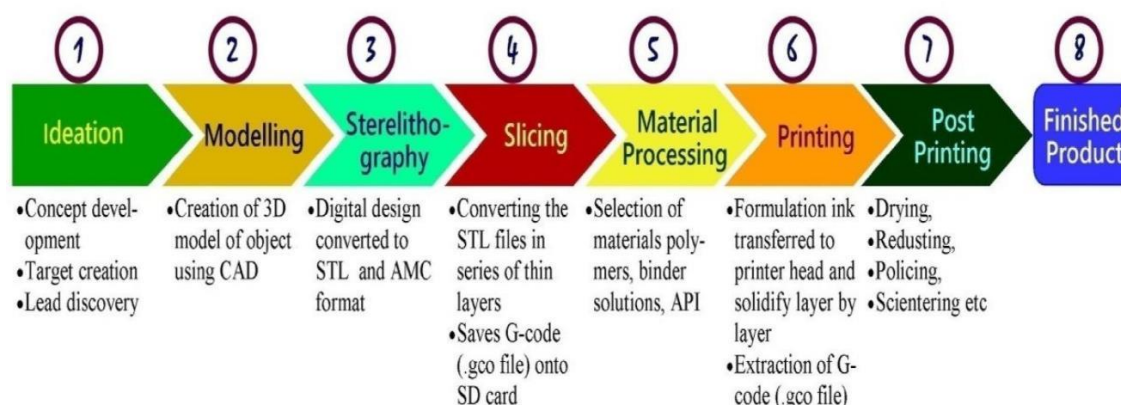 1
2
3
4
5
6
7
8
Ideation
Modelling
Sterelitho-
graphy
Slicing
Material
Processing
Printing
Post
Printing
Finished
Product
•Concept devel-
opment
•Target creation
•Lead discovery
•Creation of 3D
model of object
using CAD
•Digital design
converted to
STL and AMC
format
•Converting the
STL files in
series of thin
layers
•Saves G-code
(.gco file) onto
SD card
•Selection of
materials poly-
mers, binder
solutions, API
•Formulation ink
transferred to
printer head and
solidify layer by
layer
•Extraction of G-
code (.gco file)
•Drying,
•Redusting,
•Policing,
•Scientering etc